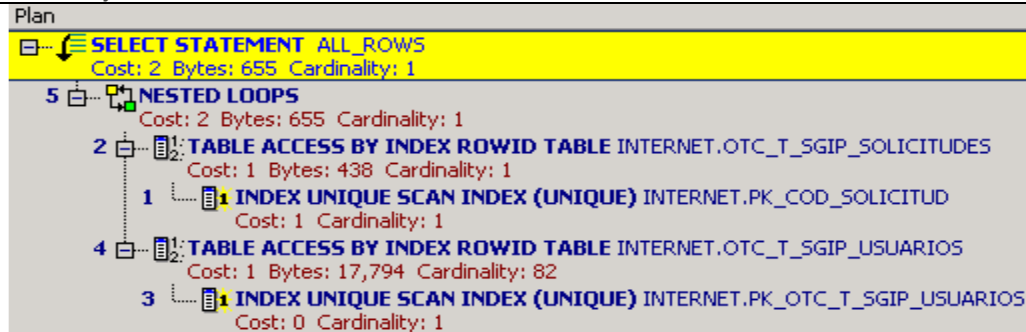 Plan
SELECT STATEMENT ALL_ROWS
Cost: 2 Bytes: 655 Cardinality: 1
5 NESTED LOOPS
Cost: 2 Bytes: 655 Cardinality: 1
2 TABLE ACCESS BY INDEX ROWID TABLE INTERNET.OTC_T_SGIP_SOLICITUDES
Cost: 1 Bytes: 438 Cardinality: 1
1 INDEX UNIQUE SCAN INDEX (UNIQUE) INTERNET.PK_COD_SOLICITUD
Cost: 1 Cardinality: 1
4 TABLE ACCESS BY INDEX ROWID TABLE INTERNET.OTC_T_SGIP_USUARIOS
Cost: 1 Bytes: 17,794 Cardinality: 82
3 INDEX UNIQUE SCAN INDEX (UNIQUE) INTERNET.PK_OTC_T_SGIP_USUARIOS
Cost: 0 Cardinality: 1